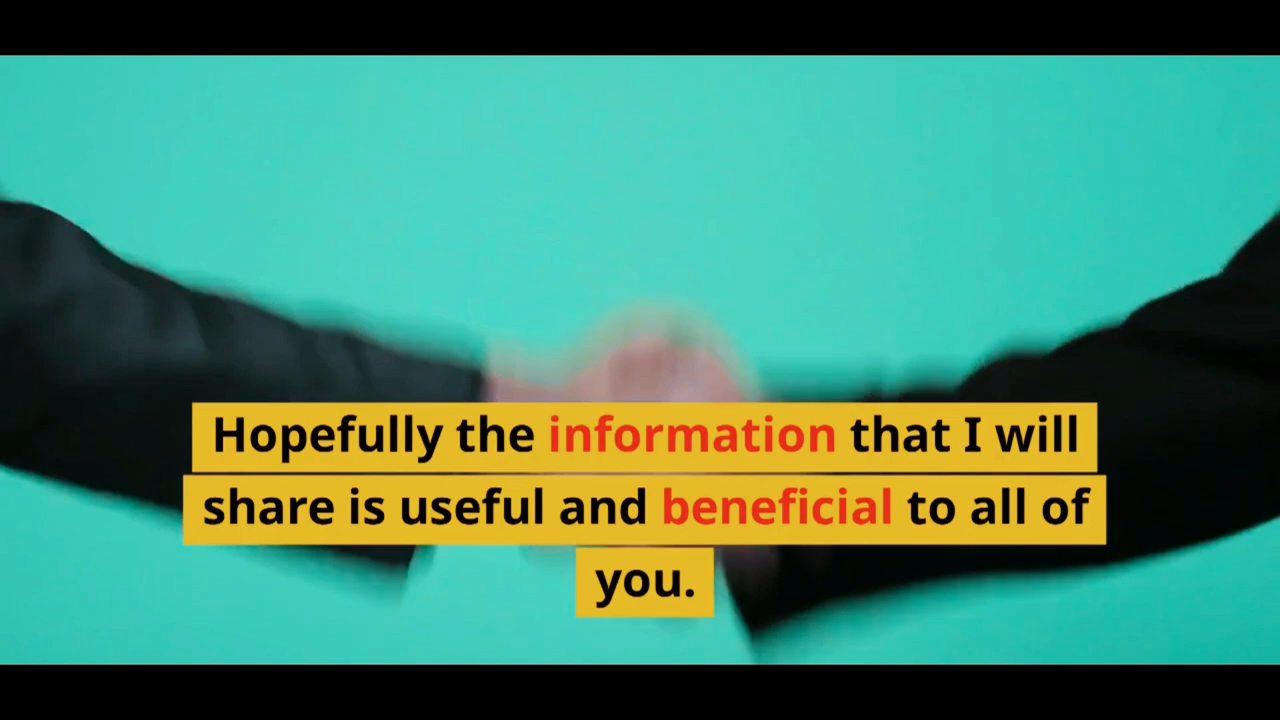 Hopefully the information that I will
share is useful and beneficial to all of
you.